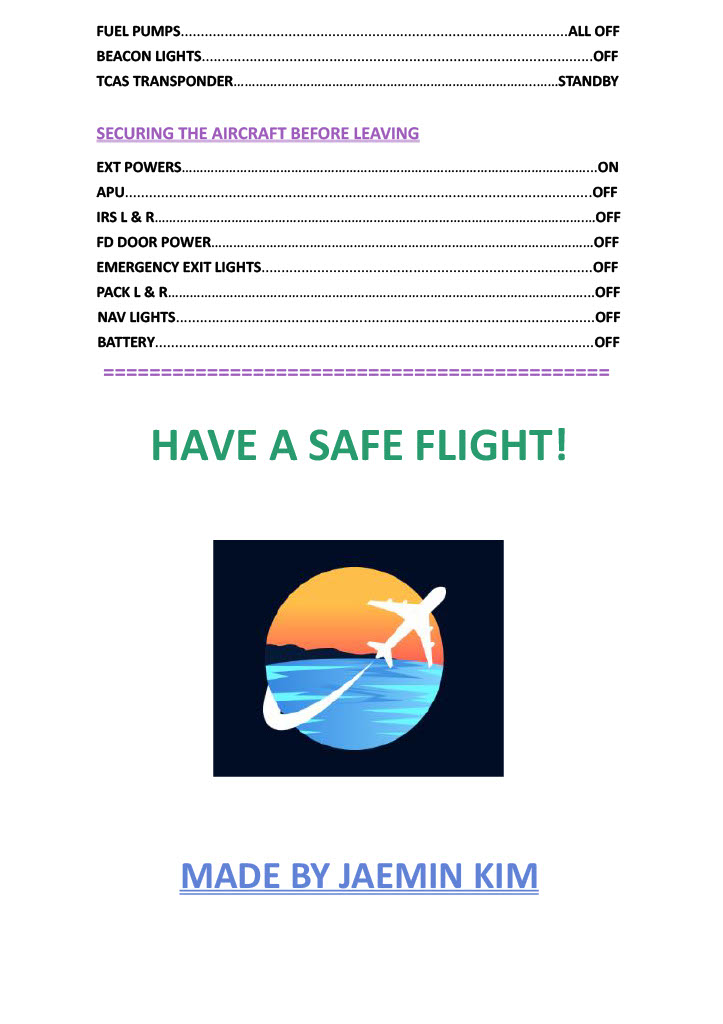 FUEL PUMPS.................................................................................................ALL OFF
BEACON LIGHTS..................................................................................................OFF
TCAS TRANSPONDER.................................................................................STANDBY
SECURING THE AIRCRAFT BEFORE LEAVING
EXT POWERS........................................................................................................ON
APU............................................................................................................................OFF
IRS L & R..............................................................................................................OFF
FD DOOR POWER................................................................................................OFF
EMERGENCY EXIT LIGHTS...................................................................................OFF
PACK L & R...........................................................................................................OFF
NAV LIGHTS.........................................................................................................OFF
BATTERY..............................................................................................................OFF
============================================
HAVE A SAFE FLIGHT!
MADE BY JAEMIN KIM